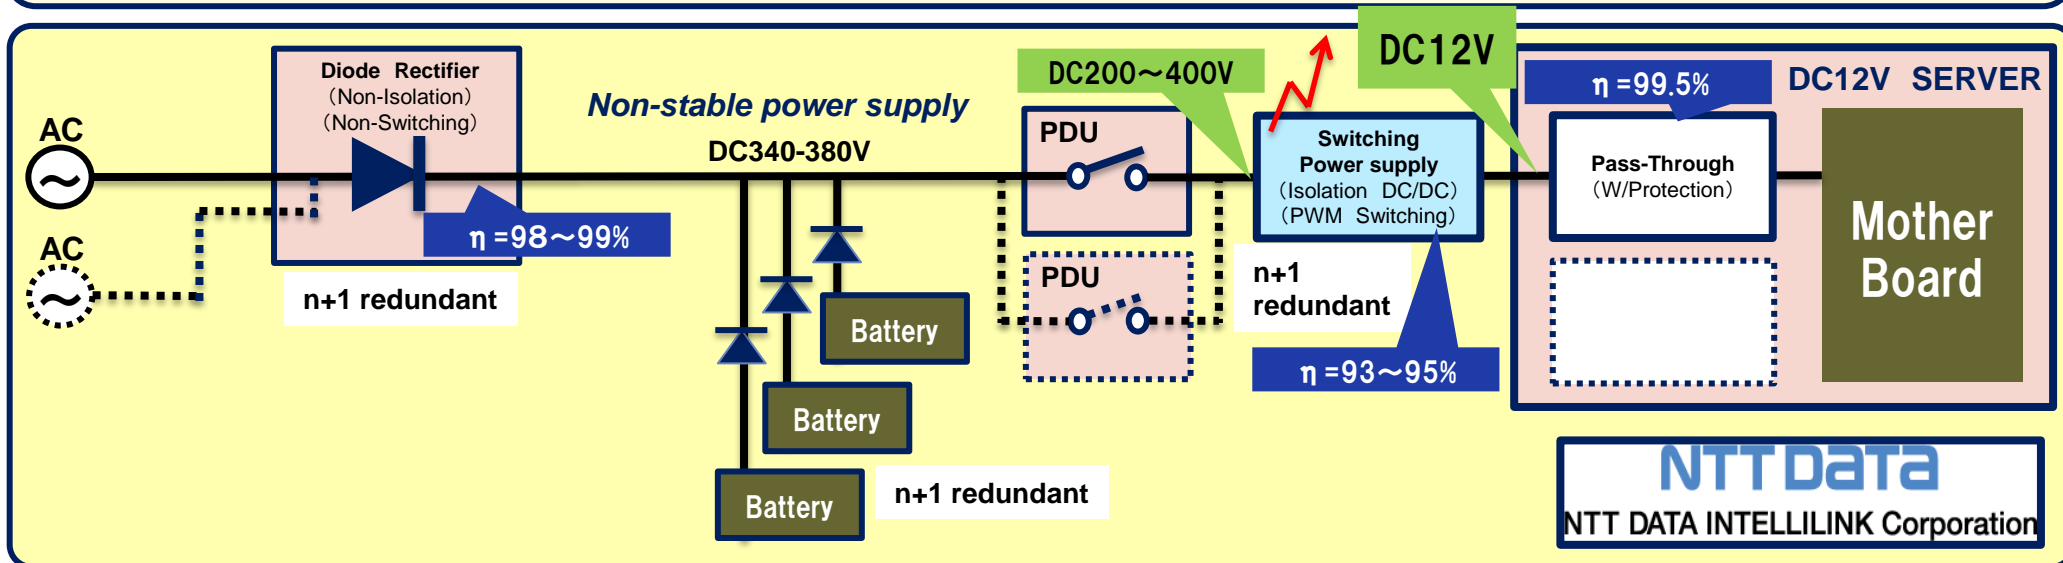 AC
AC
Diode Rectifier
（Non-Isolation）
（Non-Switching）
η=98～99%
n+1 redundant
Non-stable power supply
DC340-380V
Battery
Battery
Battery
n+1 redundant
PDU
PDU
DC200～400V
Switching
Power supply
（Isolation DC/DC）
（PWM Switching）
n+1
redundant
η=93～95%
DC12V
η=99.5%
DC12V SERVER
Pass-Through
（W/Protection）
Mother
Board
NTT DATA
NTT DATA INTELLILINK Corporation